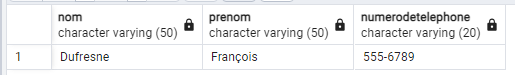 nom prenom numerodetelephone
character varying (50) character varying (50) character varying (20)
1 Dufresne François 555-6789